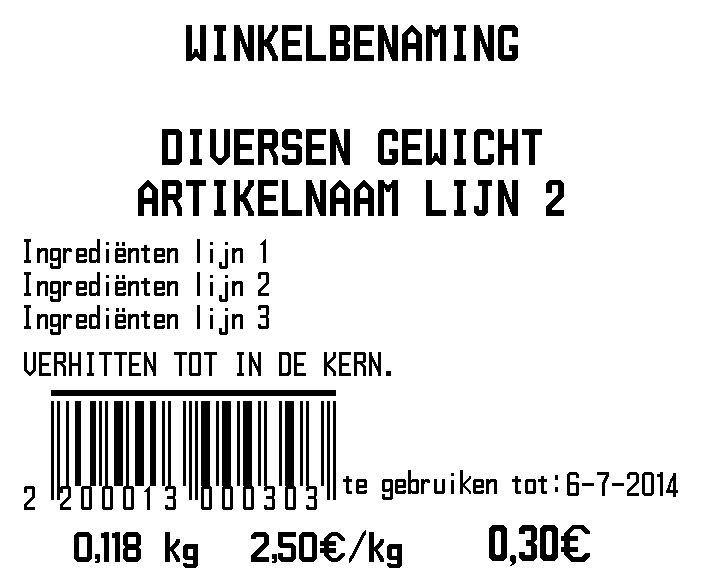 WINKELBENAMING
DIVERSEN GEWICHT
ARTIKELNAAM LIJN 2
Ingrediënten lijn 1
Ingrediënten lijn 2
Ingrediënten lijn 3
VERHITTEN TOT IN DE KERN.
2 200013 000303 te gebruiken tot:6-7-2014
0,118 kg 2,50€/kg 0,30€